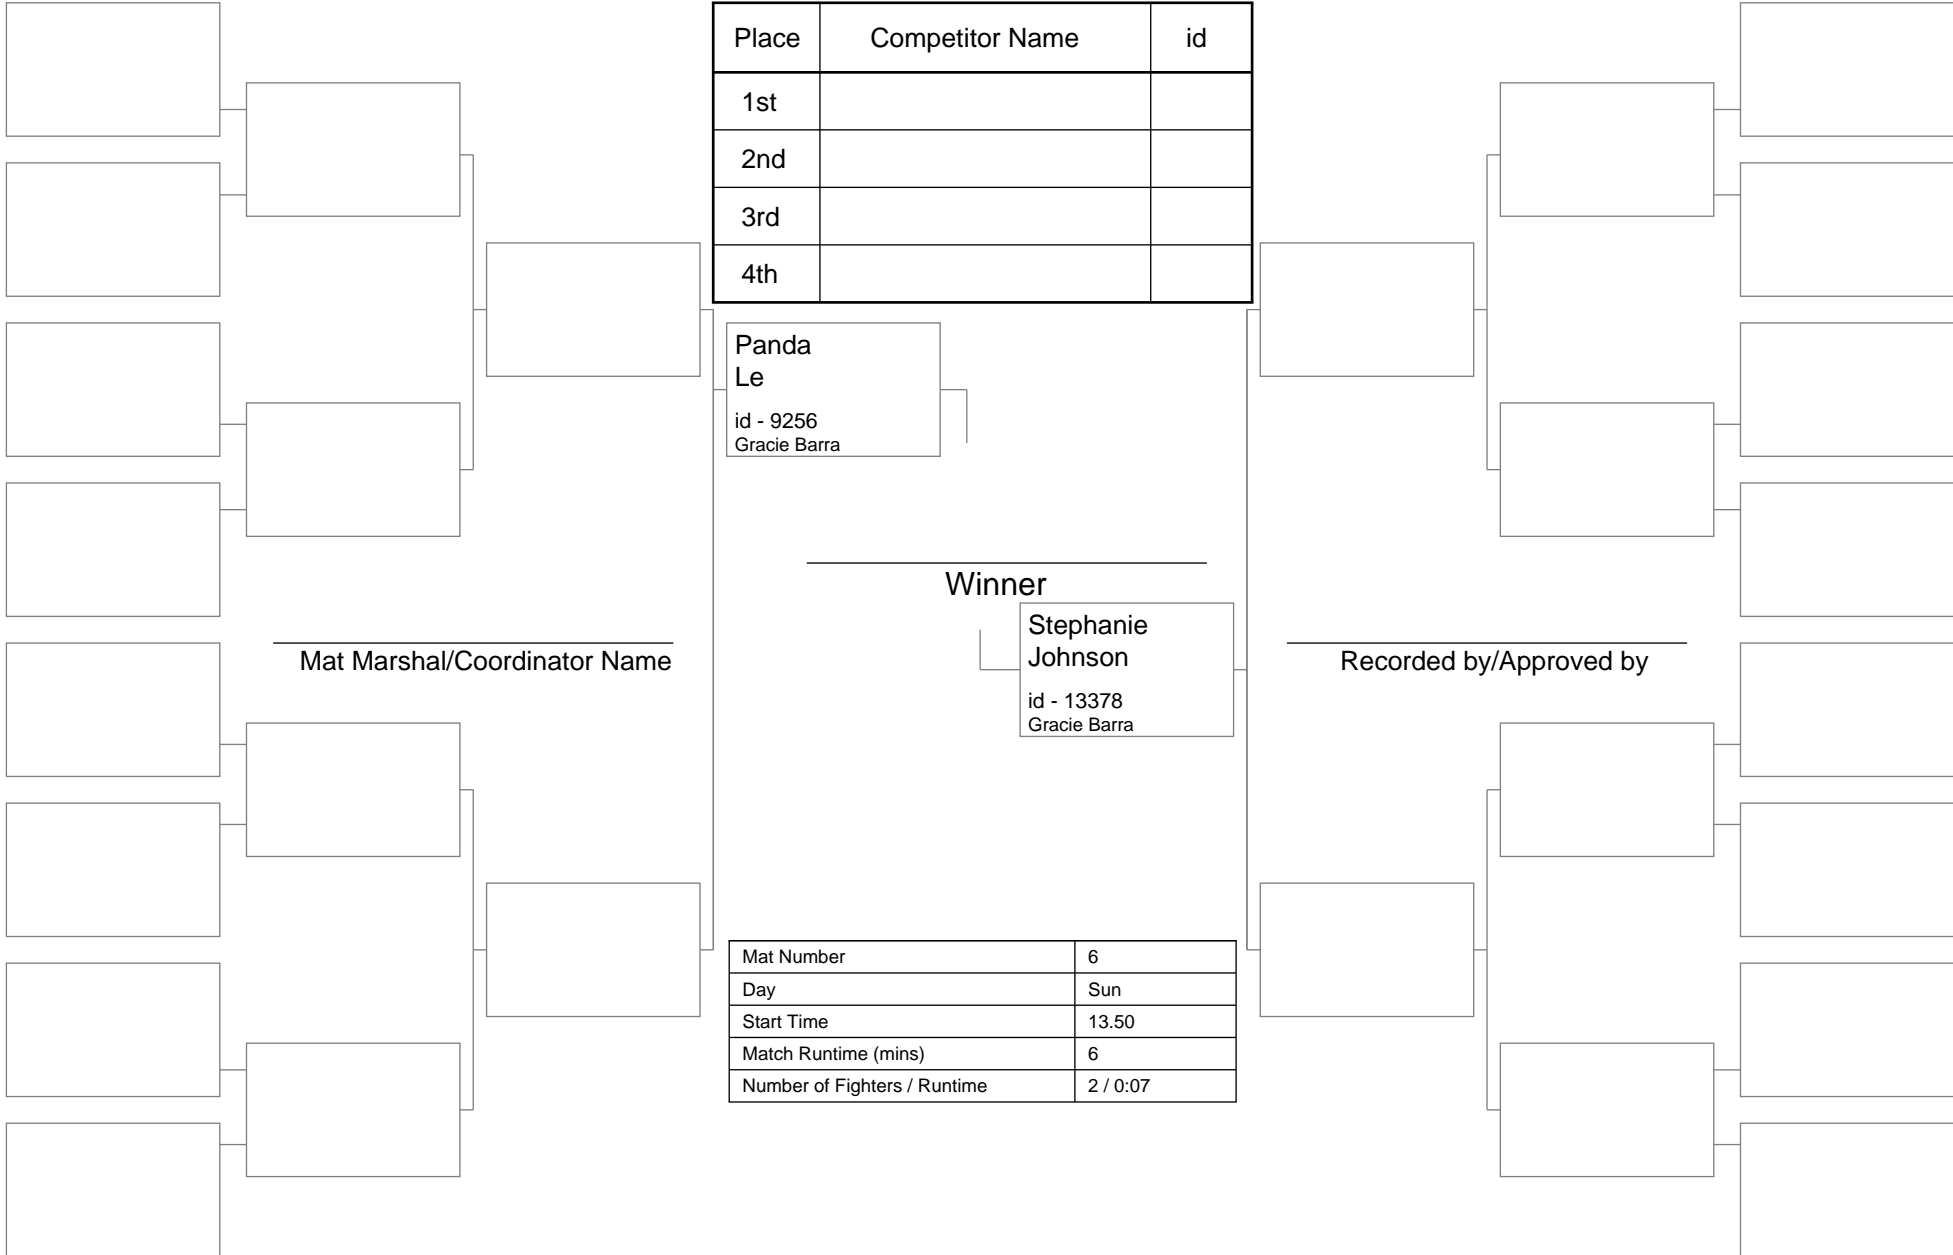 Place Competitor Name id
1st
2nd
3rd
4th
Panda
Le
id - 9256
Gracie Barra
Winner
Stephanie
Johnson
id - 13378
Gracie Barra
Mat Marshal/Coordinator Name
Recorded by/Approved by
Mat Number 6
Day Sun
Start Time 13.50
Match Runtime (mins) 6
Number of Fighters / Runtime 2 / 0:07